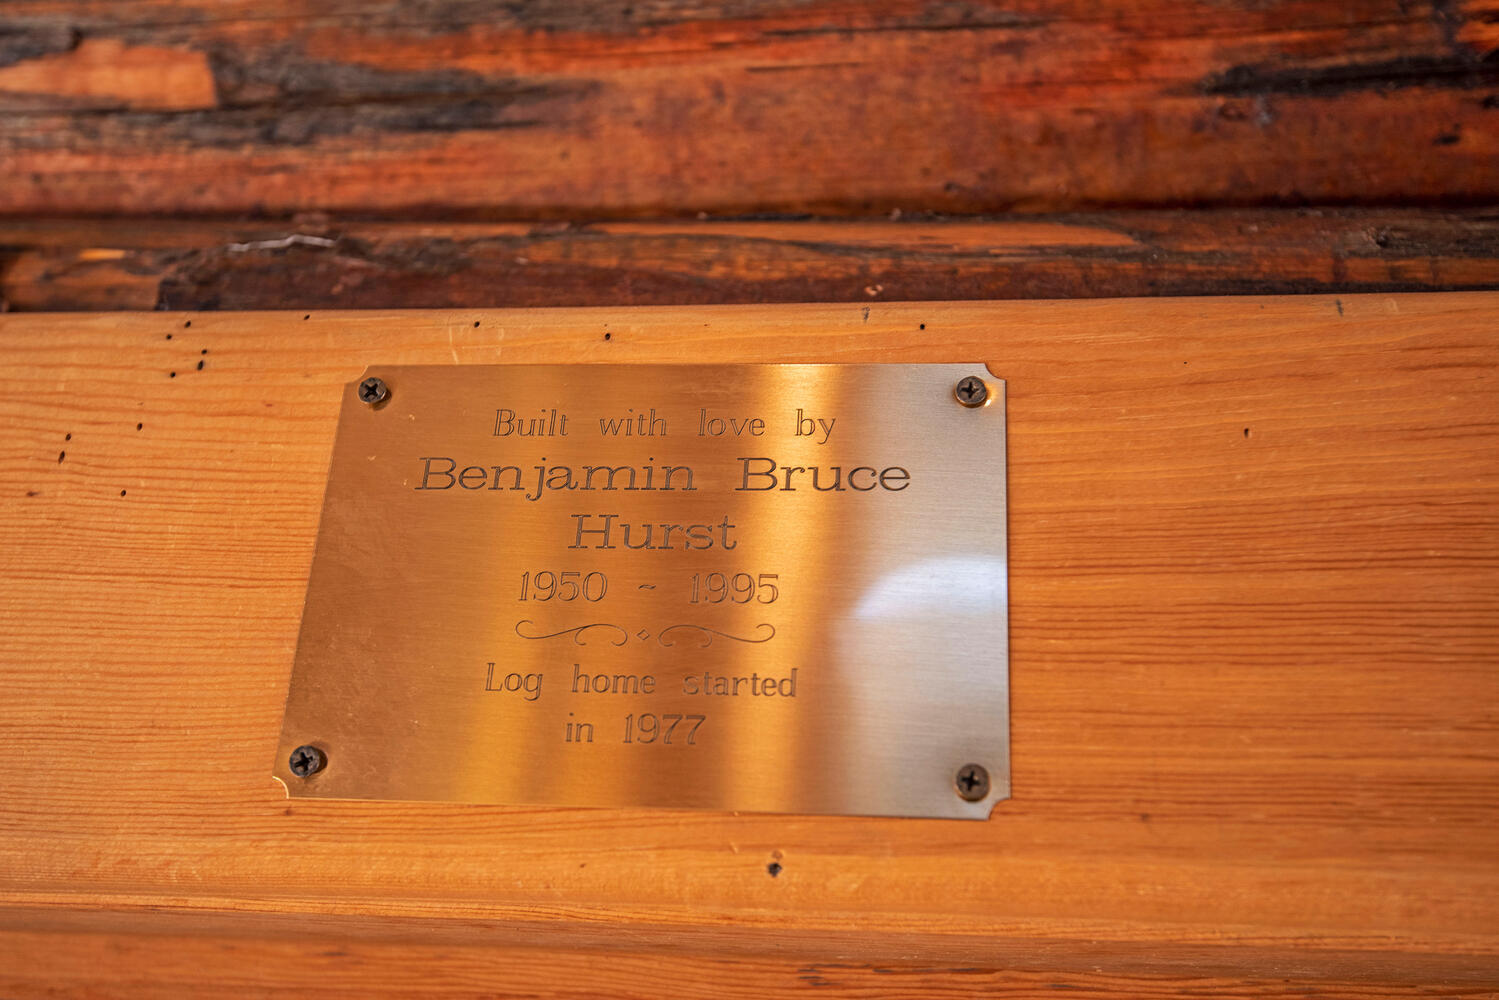 Built with love by
Benjamin Bruce
Hurst
1950 ~ 1995
Log home started
in 1977